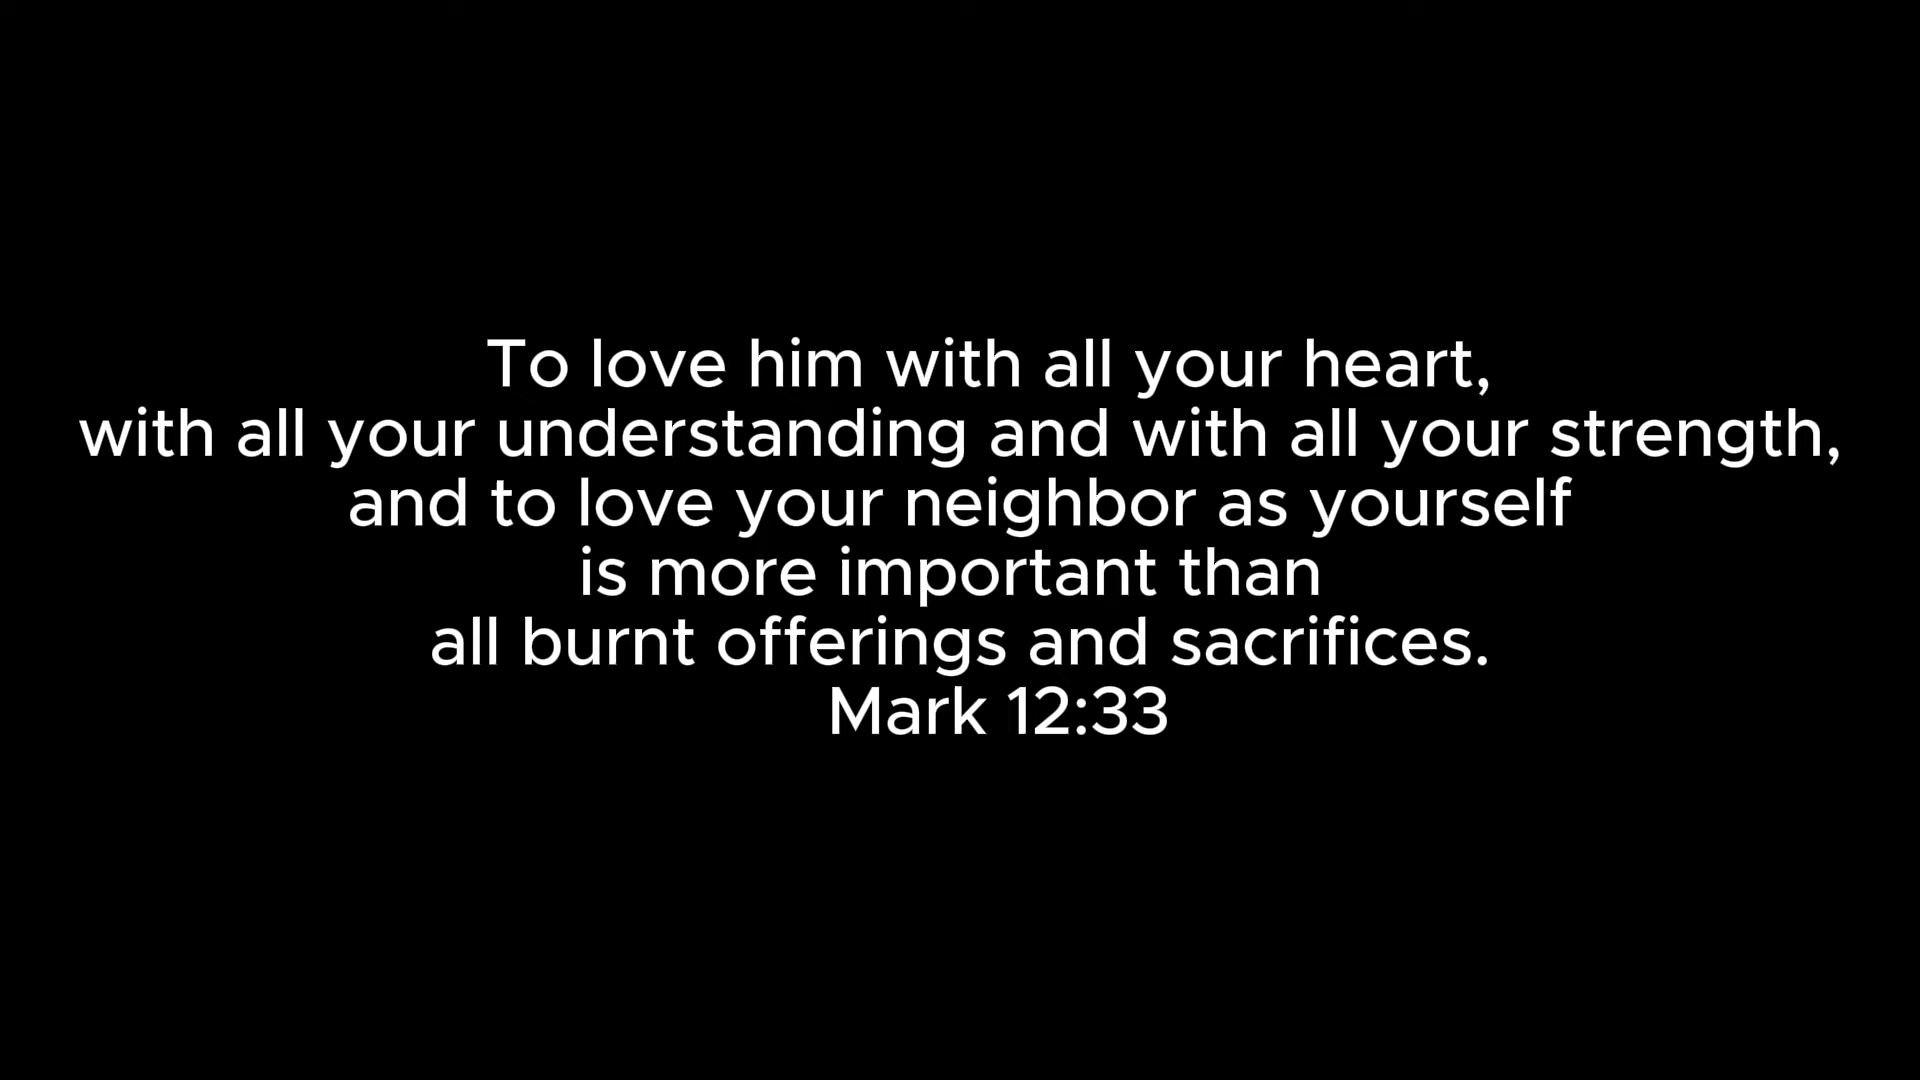 To love him with all your heart,
with all your understanding and with all your strength,
and to love your neighbor as yourself
is more important than
all burnt offerings and sacrifices.
Mark 12:33